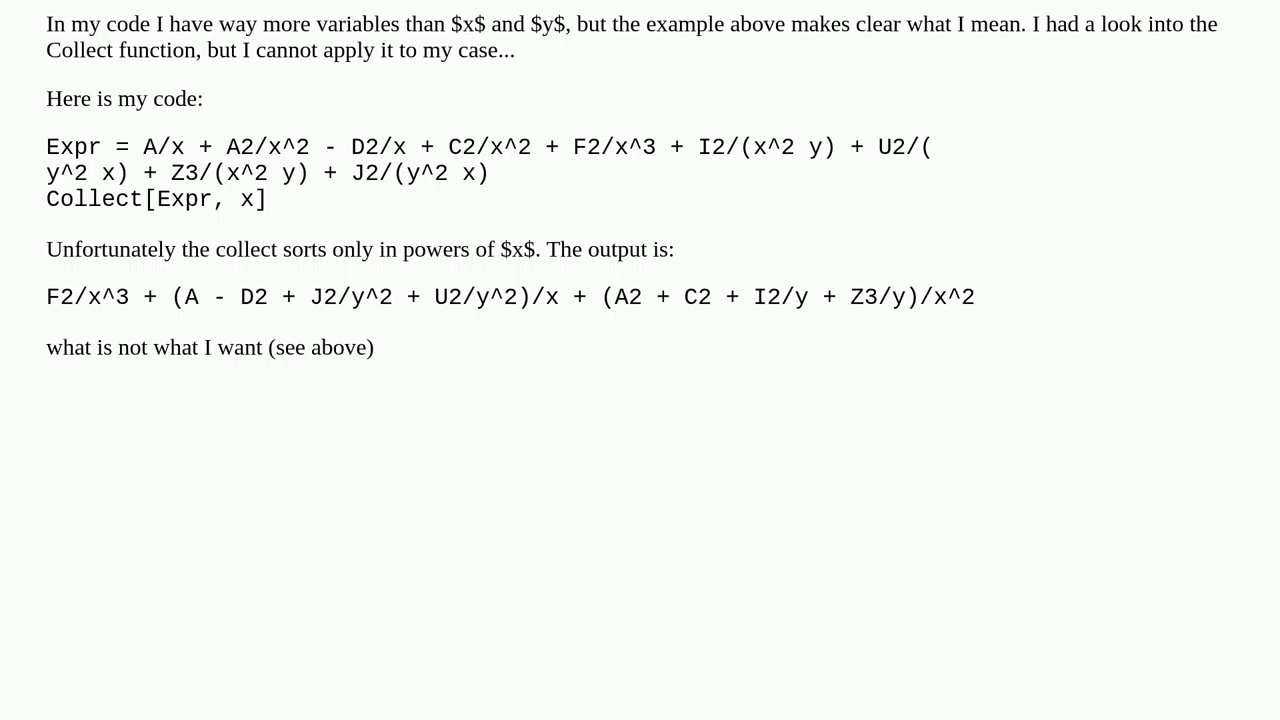 In my code I have way more variables than $x$ and $y$, but the example above makes clear what I mean. I had a look into the
Collect function, but I cannot apply it to my case...
Here is my code:
Expr = A/x + A2/x^2 - D2/x + C2/x^2 + F2/x^3 + I2/(x^2 y) + U2/(
y^2 x) + Z3/(x^2 y) + J2/(y^2 x)
Collect[Expr, x]
Unfortunately the collect sorts only in powers of $x$. The output is:
F2/x^3 + (A - D2 + J2/y^2 + U2/y^2)/x + (A2 + C2 + I2/y + Z3/y)/x^2
what is not what I want (see above)